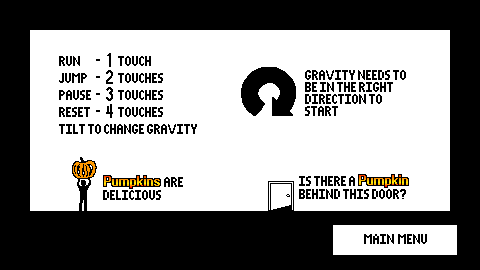 RUN - 1 TOUCH
JUMP - 2 TOUCHES
PAUSE - 3 TOUCHES
RESET - 4 TOUCHES
TILT TO CHANGE GRAVITY
GRAVITY NEEDS TO
BE IN THE RIGHT
DIRECTION TO
START
Pumpkins ARE
DELICIOUS
IS THERE A Pumpkin
BEHIND THIS DOOR?
MAIN MENU